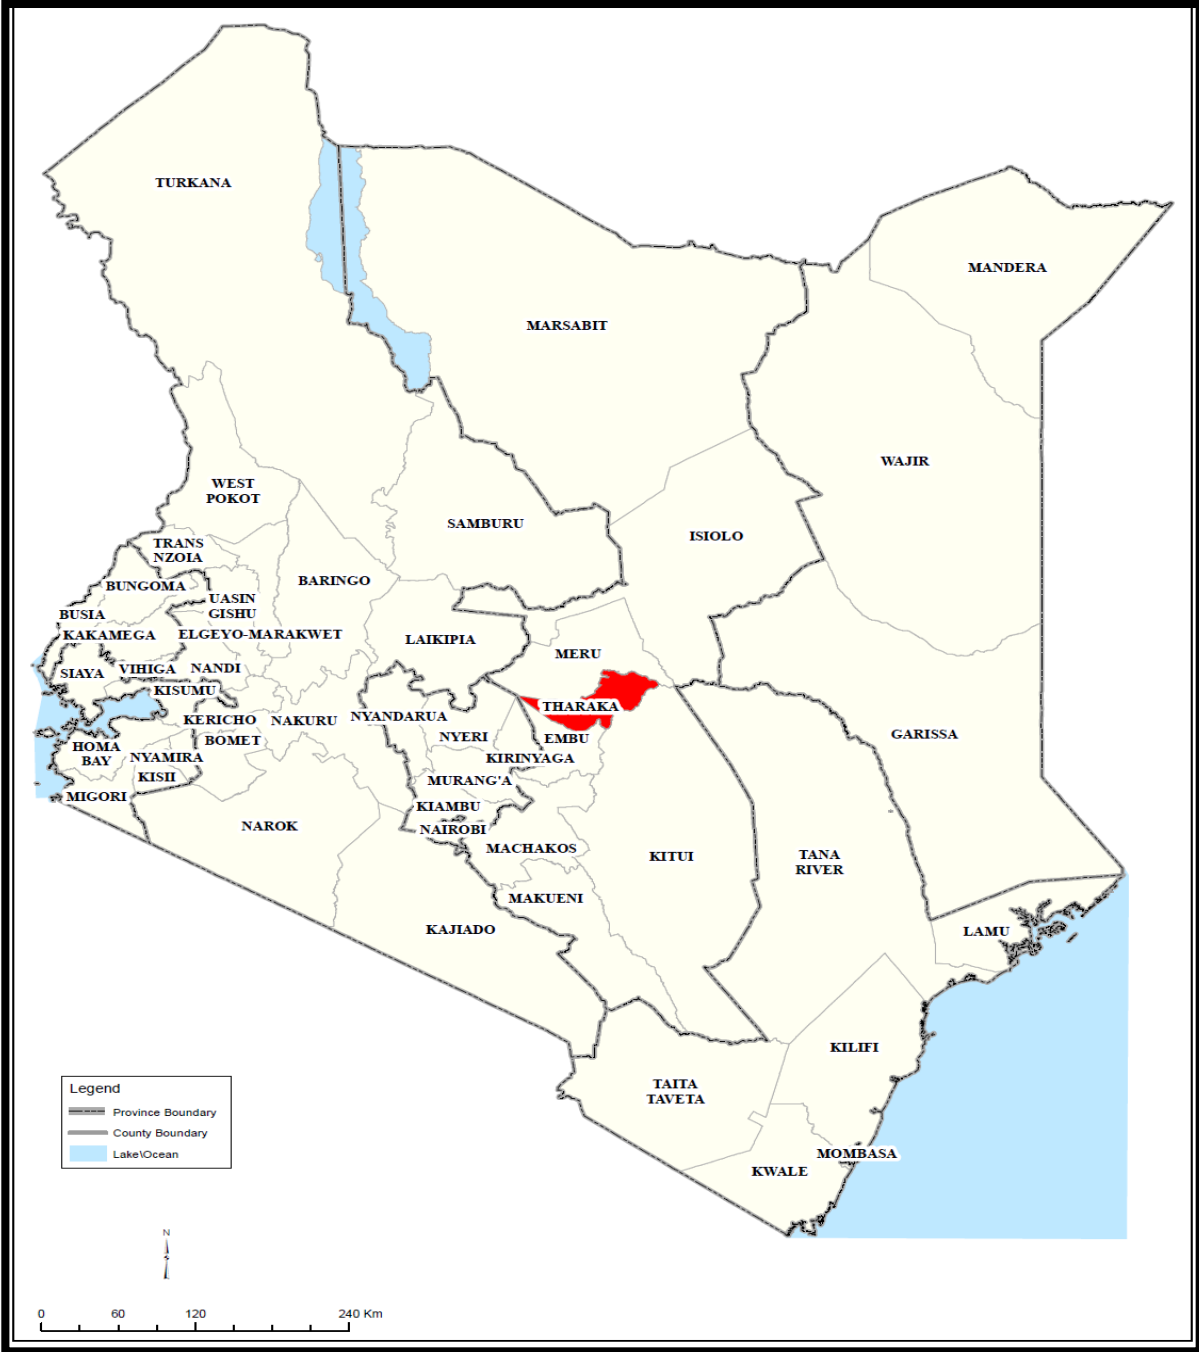 TURKANA
MANDERA
MARSABIT
WAJIR
WEST
POKOT
SAMBURU
ISIOLO
TRANS
NZOIA
BARINGO
BUNGOMA
UASIN
GISHU
BUSIA
KAKAMEGA
ELGEYO-MARAKWET
LAIKIPIA
MERU
SIAYA
VIHIGA
NANDI
KISUMU
THARAKA
KERICHO
NAKURU
NYANDARUA
NYERI
EMBU
GARISSA
BOMET
HOMA
BAY
NYAMIRA
KIRINYAGA
KISII
MURANG'A
MIGORI
KIAMBU
NAROK
NAIROBI
MACHAKOS
KITUI
TANA
RIVER
MAKUENI
KAJIADO
LAMU
KILIFI
TAITA
TAVETA
MOMBASA
KWALE
Legend
Province Boundary
County Boundary
Lake\Ocean
N
0 60 120 240 Km